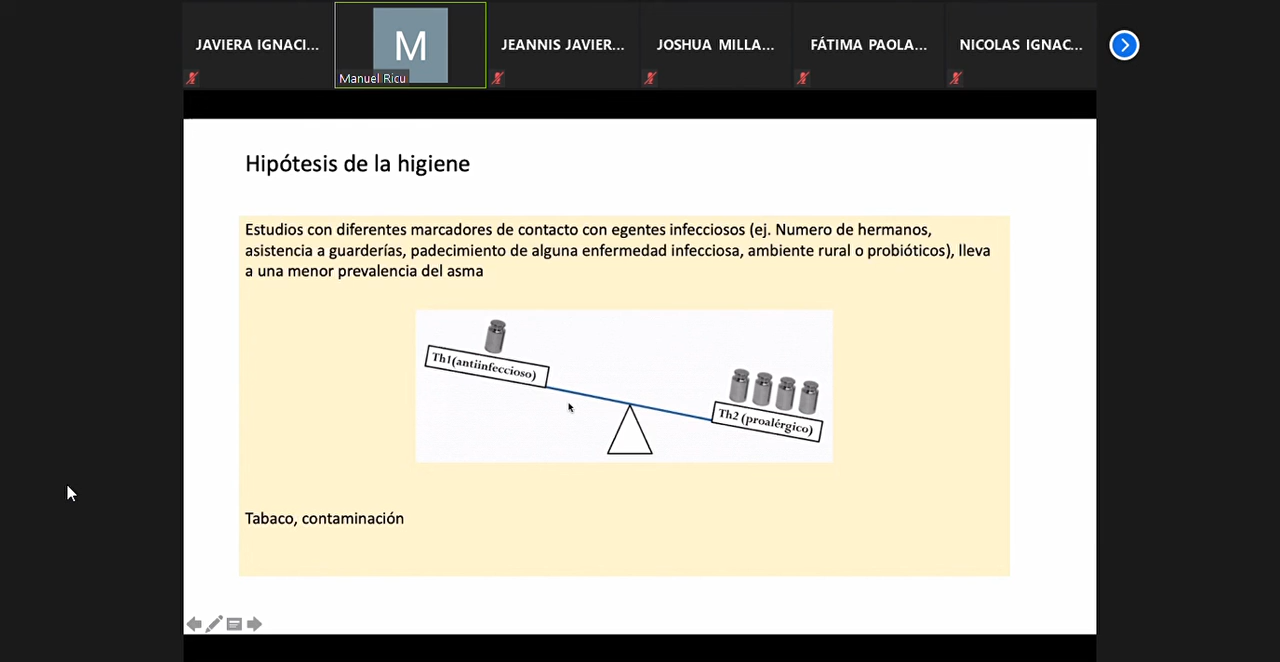 JAVIERA IGNACI...
M
Manuel Ricu
JEANNIS JAVIER...
JOSHUA MILLA...
FÁTIMA PAOLA...
NICOLAS IGNAC...
Hipótesis de la higiene
Estudios con diferentes marcadores de contacto con egentes infecciosos (ej. Numero de hermanos,
asistencia a guarderías, padecimiento de alguna enfermedad infecciosa, ambiente rural o probióticos), lleva
a una menor prevalencia del asma
Th1(antiinfeccioso)
Th2 (proalérgico)
Tabaco, contaminación